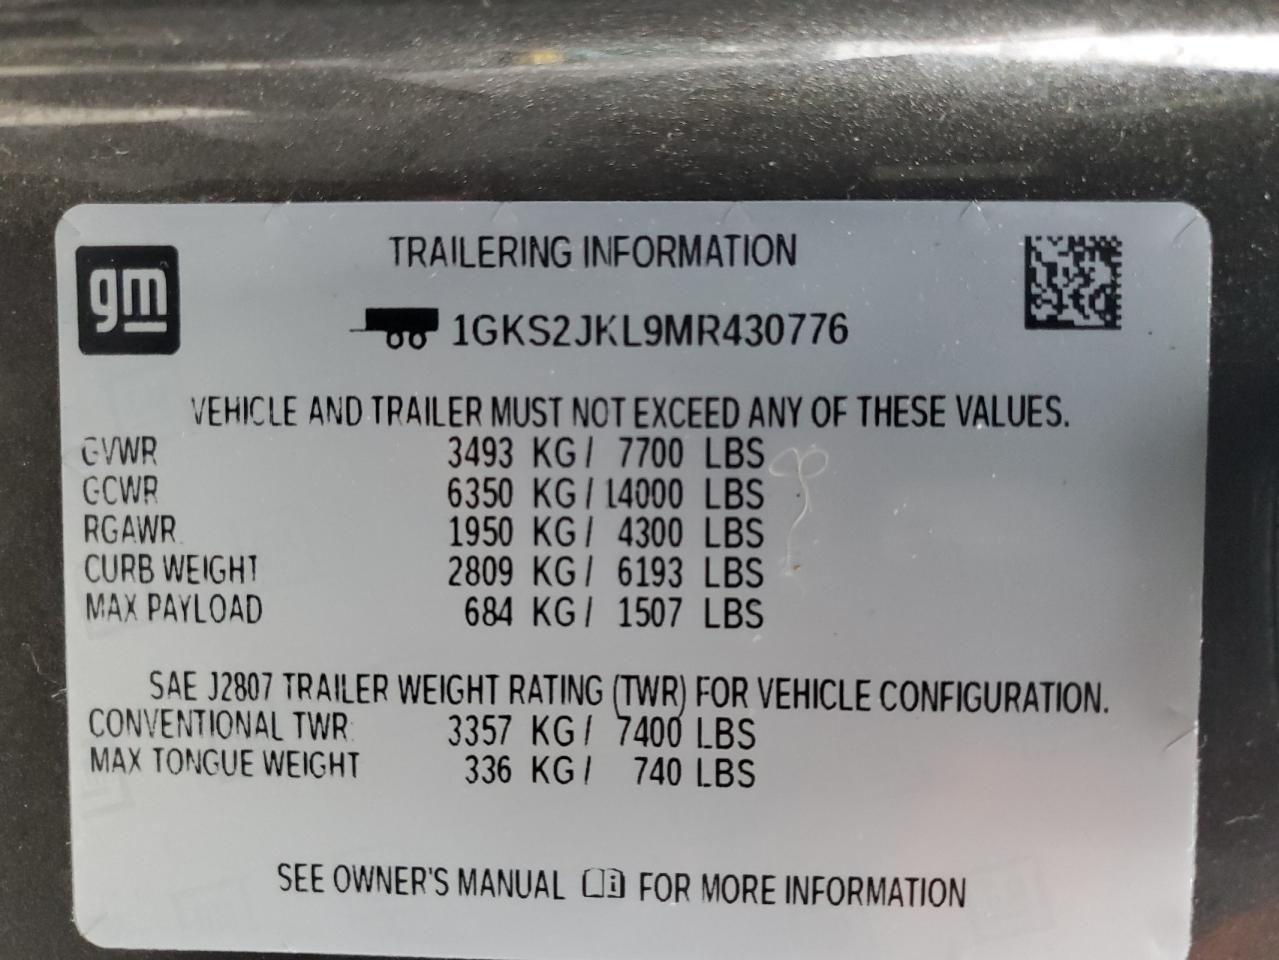 gm
TRAILERING INFORMATION
1GKS2JKL9MR430776
VEHICLE AND TRAILER MUST NOT EXCEED ANY OF THESE VALUES.
GVWR 3493 KG/ 7700 LBS
GCWR 6350 KG/ 14000 LBS
RGAWR 1950 KG/ 4300 LBS
CURB WEIGHT 2809 KG/ 6193 LBS
MAX PAYLOAD 684 KG/ 1507 LBS
SAE J2807 TRAILER WEIGHT RATING (TWR) FOR VEHICLE CONFIGURATION.
CONVENTIONAL TWR 3357 KG/ 7400 LBS
MAX TONGUE WEIGHT 336 KG/ 740 LBS
SEE OWNER'S MANUAL FOR MORE INFORMATION